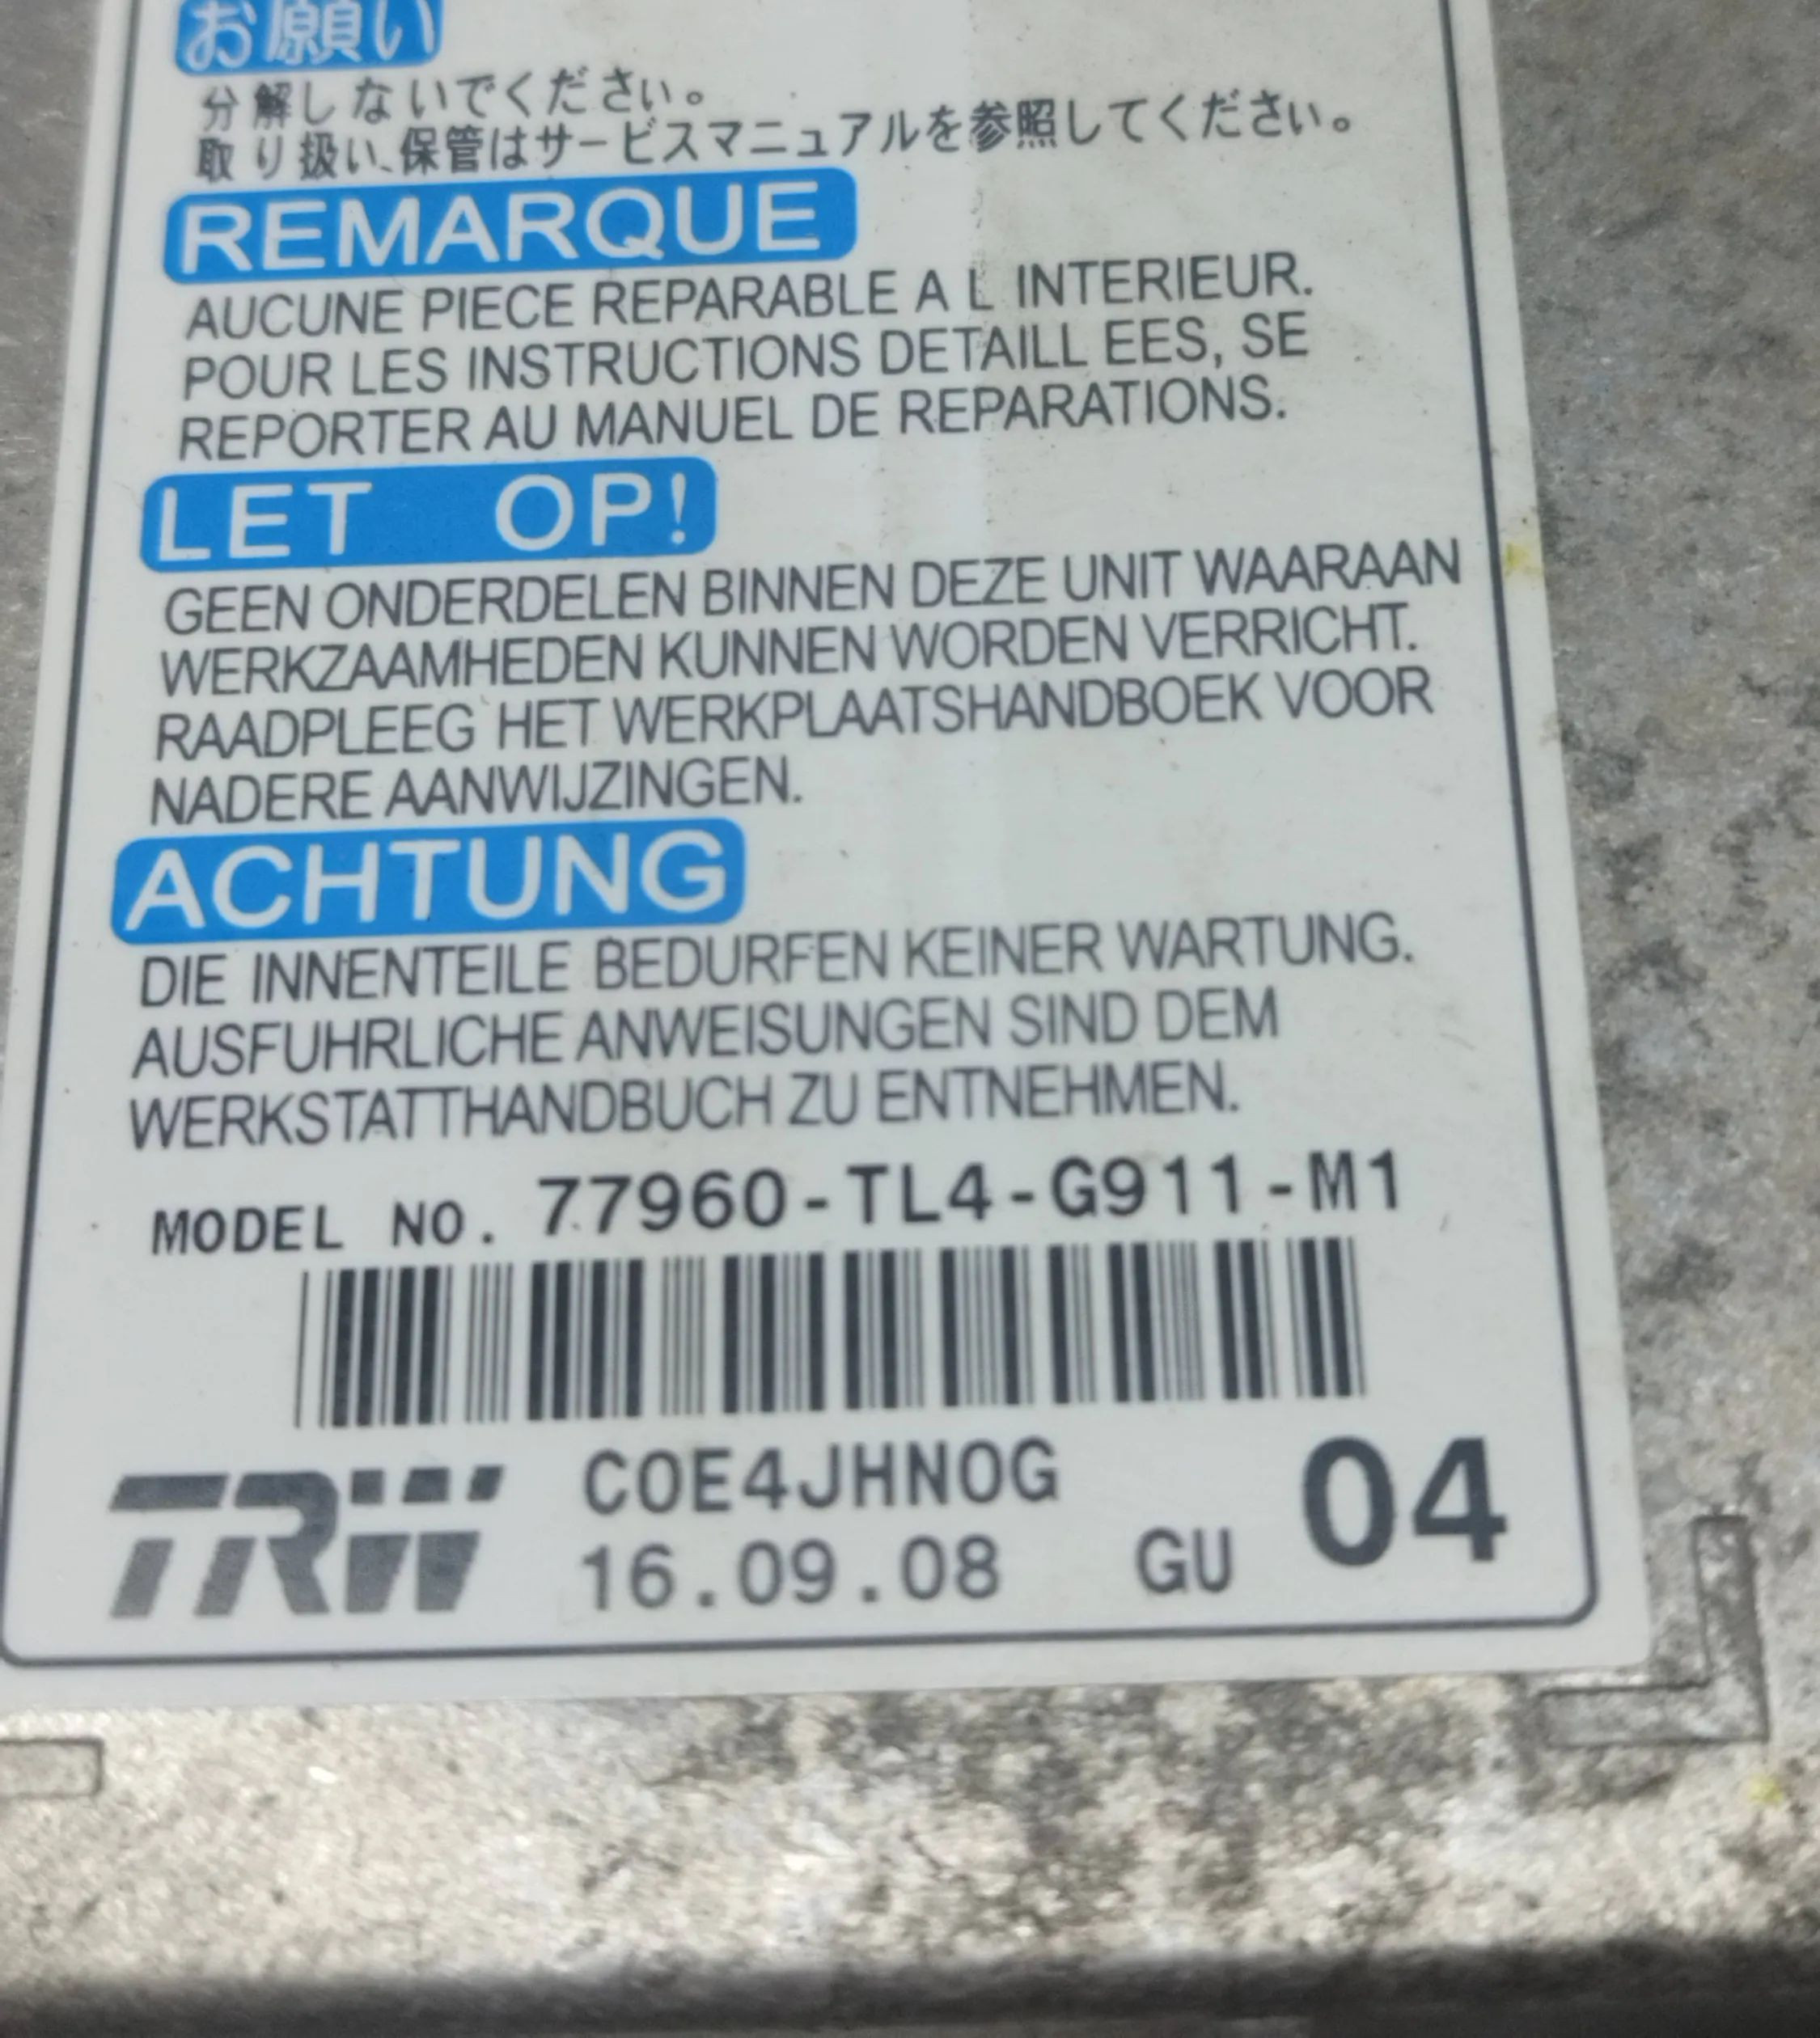 お願い
分解しないでください。
取り扱い、保管はサービスマニュアルを参照してください。
REMARQUE
AUCUNE PIECE REPARABLE A L INTERIEUR.
POUR LES INSTRUCTIONS DETAILL EES, SE
REPORTER AU MANUEL DE REPARATIONS.
LET OP!
GEEN ONDERDELEN BINNEN DEZE UNIT WAARAAN
WERKZAAMHEDEN KUNNEN WORDEN VERRICHT.
RAADPLEEG HET WERKPLAATSHANDBOEK VOOR
NADERE AANWIJZINGEN.
ACHTUNG
DIE INNENTEILE BEDURFEN KEINER WARTUNG.
AUSFUHRLICHE ANWEISUNGEN SIND DEM
WERKSTATTHANDBUCH ZU ENTNEHMEN.
MODEL NO. 77960-TL4-G911-M1
TRW C0E4JHN0G
16.09.08 GU 04